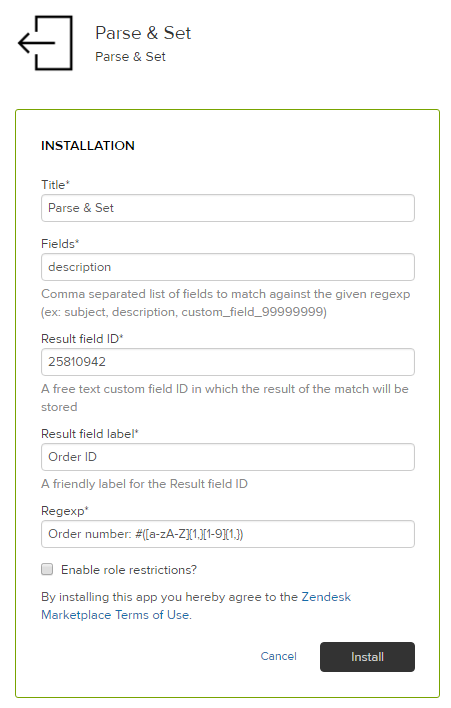 Parse & Set
Parse & Set
INSTALLATION
Title*
Parse & Set
Fields*
description
Comma separated list of fields to match against the given regexp
(ex: subject, description, custom_field_99999999)
Result field ID*
25810942
A free text custom field ID in which the result of the match will be
stored
Result field label*
Order ID
A friendly label for the Result field ID
Regexp*
Order number: #([a-zA-Z]{1,}[1-9]{1,})
Enable role restrictions?
By installing this app you hereby agree to the Zendesk
Marketplace Terms of Use.
Cancel
Install